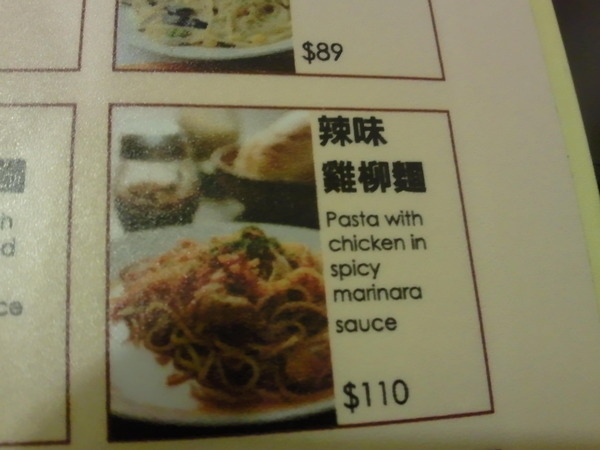 $89
辣味
雞柳麵
Pasta with
chicken in
spicy
marinara
sauce
$110